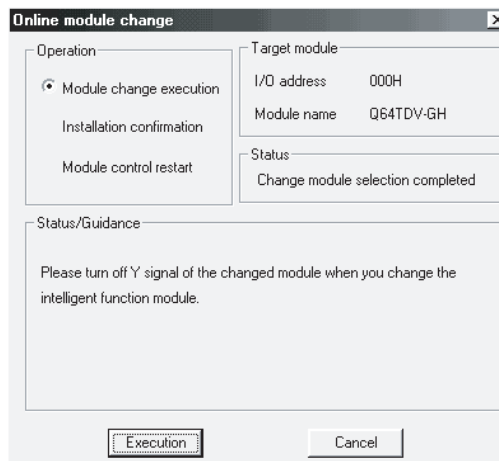 Online module change
Operation
Module change execution
Installation confirmation
Module control restart
Target module
I/O address 000H
Module name Q64TDV-GH
Status
Change module selection completed
Status/Guidance
Please turn off Y signal of the changed module when you change the
intelligent function module.
Execution Cancel